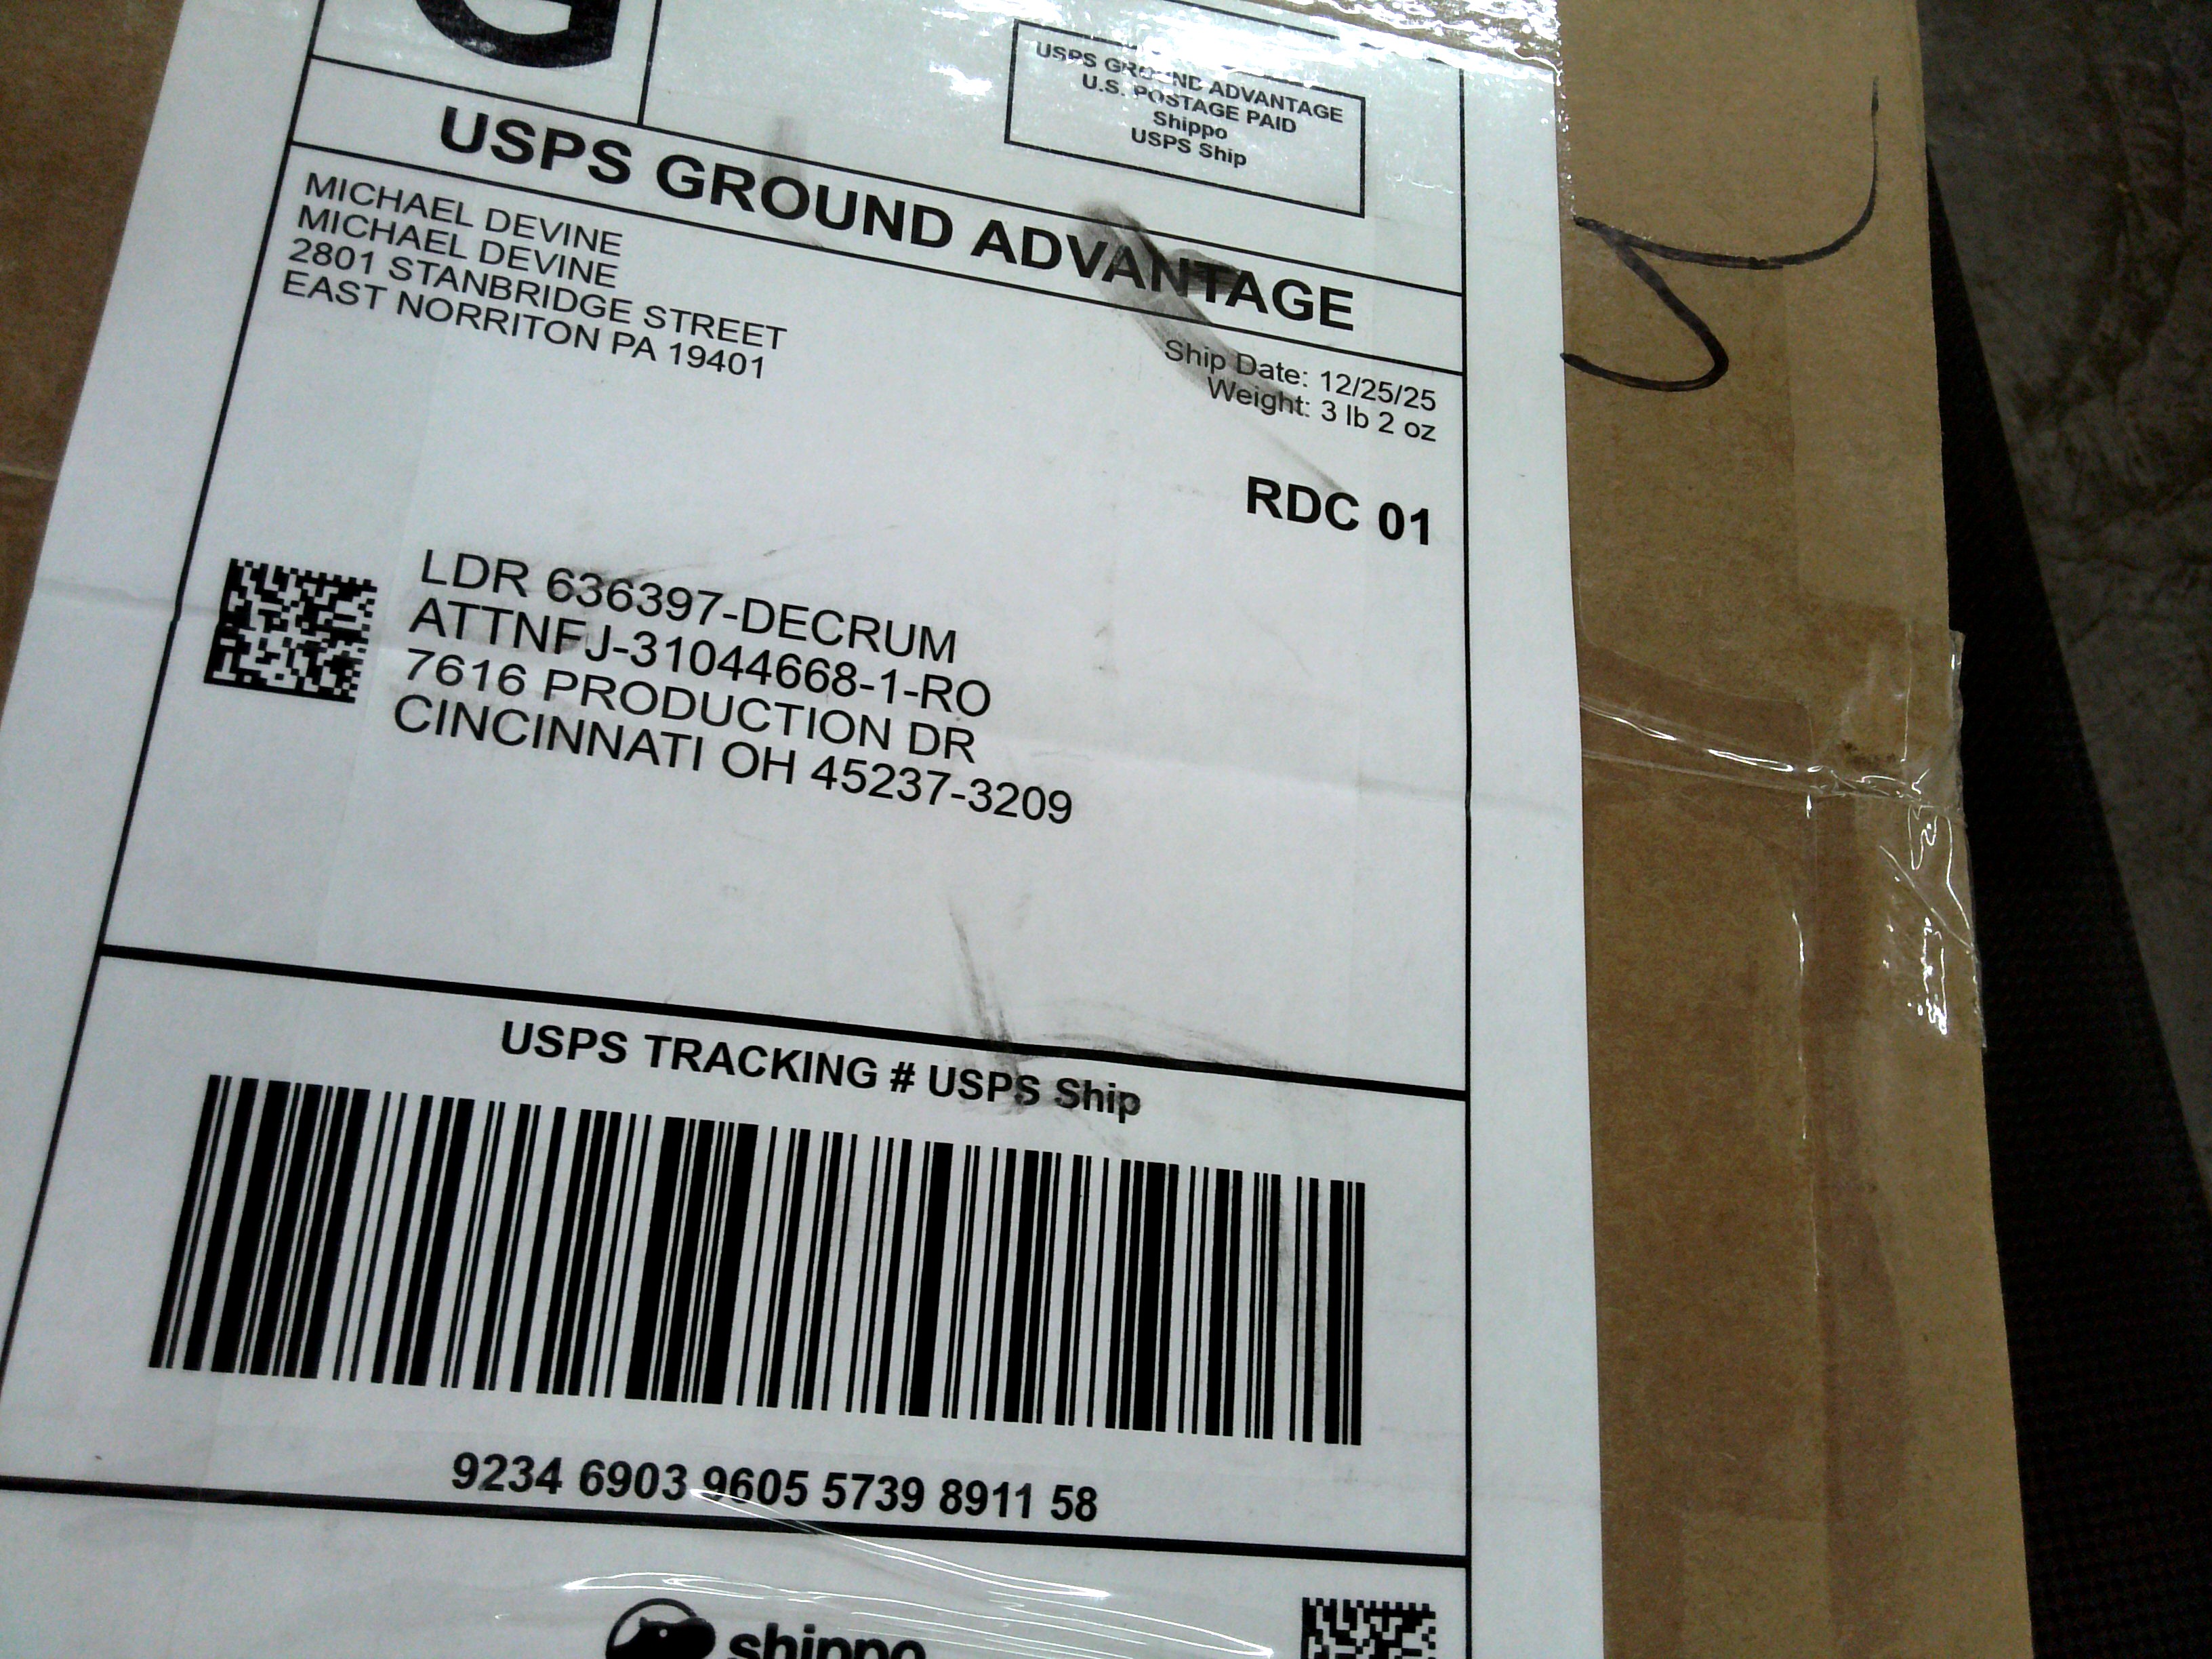 G
USPS GROUND ADVANTAGE
U.S. POSTAGE PAID
Shippo
USPS Ship
USPS GROUND ADVANTAGE
MICHAEL DEVINE
MICHAEL DEVINE
2801 STANBRIDGE STREET
EAST NORRITON PA 19401
Ship Date: 12/25/25
Weight: 3 lb 2 oz
RDC 01
LDR 636397-DECRUM
ATTNFJ-31044668-1-RO
7616 PRODUCTION DR
CINCINNATI OH 45237-3209
USPS TRACKING # USPS Ship
9234 6903 9605 5739 8911 58
shippo